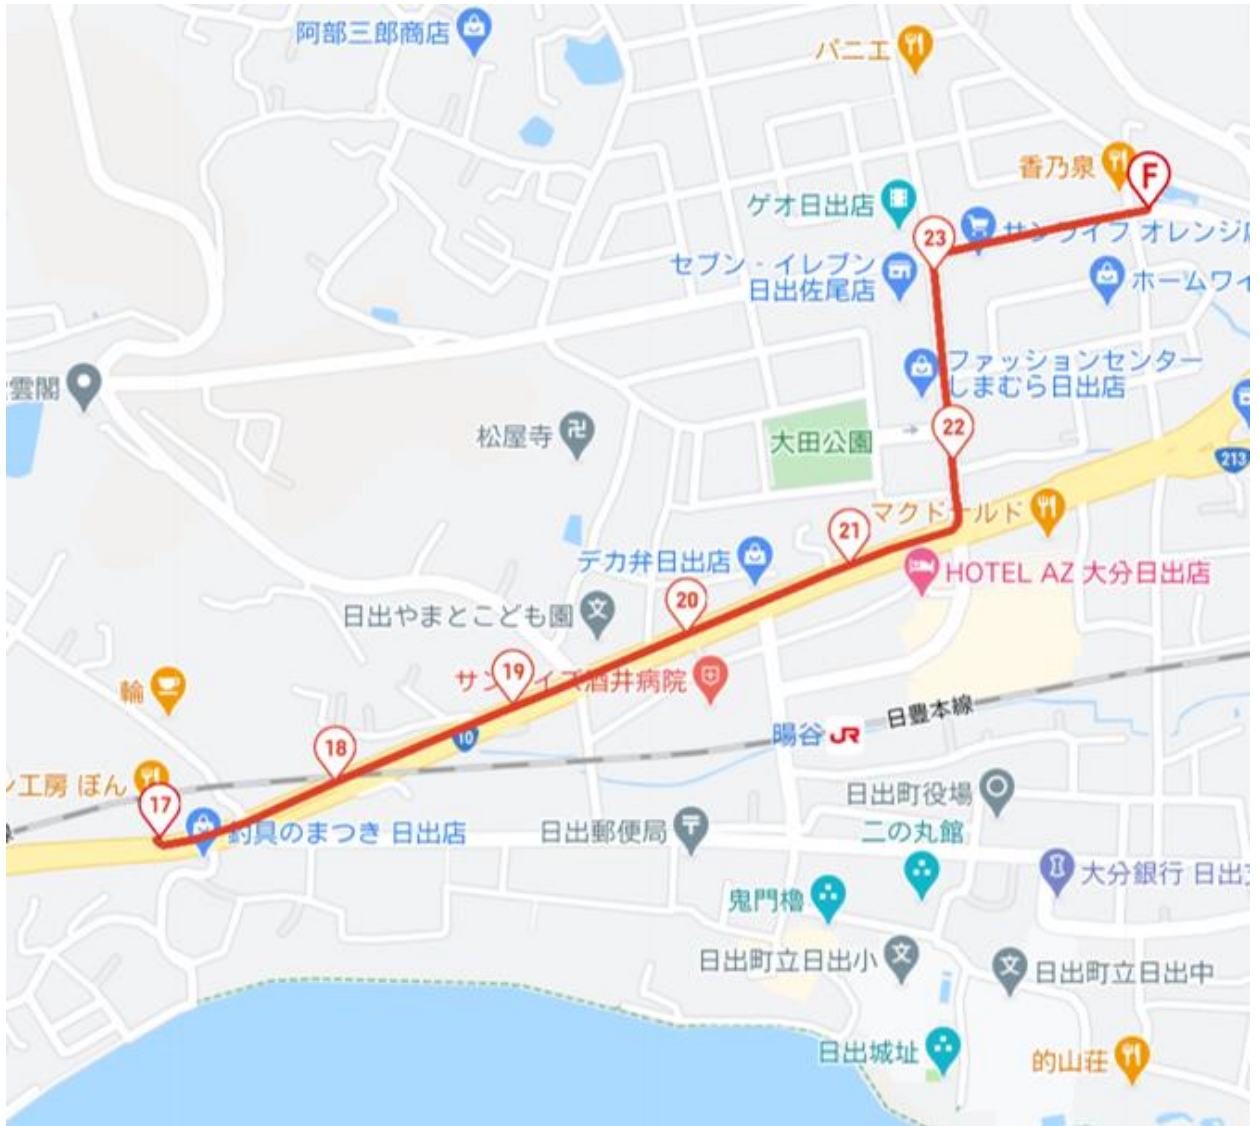 阿部三郎商店
パニエ
香乃泉
F
ゲオ日出店
23
サンライフ オレンジ店
セブン‐イレブン
日出佐尾店
ホームワイ
ファッションセンター
しまむら日出店
雲閣
松屋寺
大田公園
22
213
マクドナルド
21
デカ弁日出店
HOTEL AZ 大分日出店
20
日出やまとこども園
19
サンライズ酒井病院
輪
18
10
暘谷 JR
日豊本線
ン工房 ぼん
17
日出町役場
釣具のまつき 日出店
日出郵便局
二の丸館
大分銀行 日出支
鬼門櫓
日出町立日出小
日出町立日出中
日出城址
的山荘